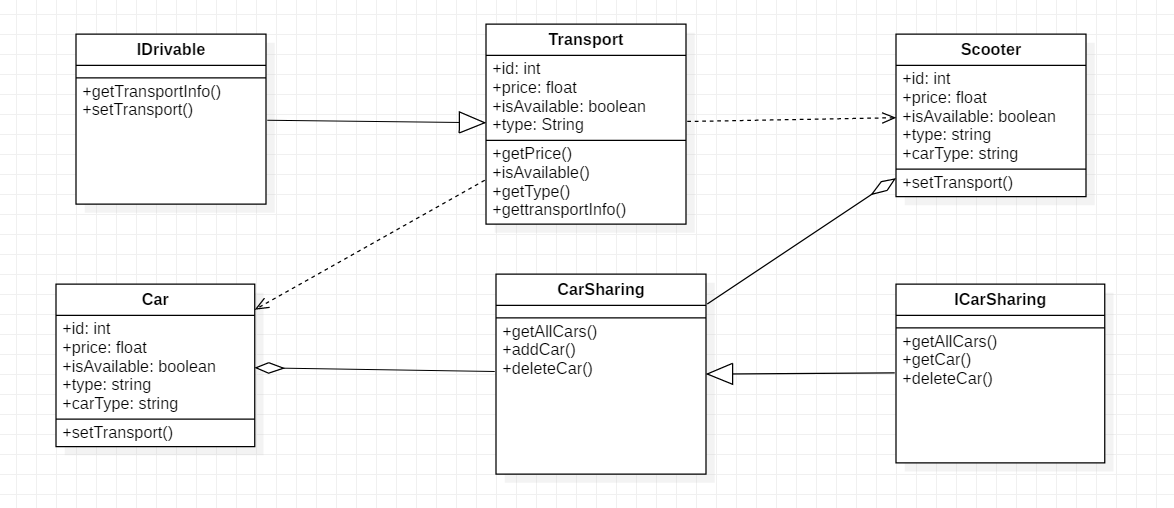 IDrivable
+getTransportInfo()
+setTransport()
Transport
+id: int
+price: float
+isAvailable: boolean
+type: String
+getPrice()
+isAvailable()
+getType()
+gettransportInfo()
Scooter
+id: int
+price: float
+isAvailable: boolean
+type: string
+carType: string
+setTransport()
Car
+id: int
+price: float
+isAvailable: boolean
+type: string
+carType: string
+setTransport()
CarSharing
+getAllCars()
+addCar()
+deleteCar()
ICarSharing
+getAllCars()
+getCar()
+deleteCar()